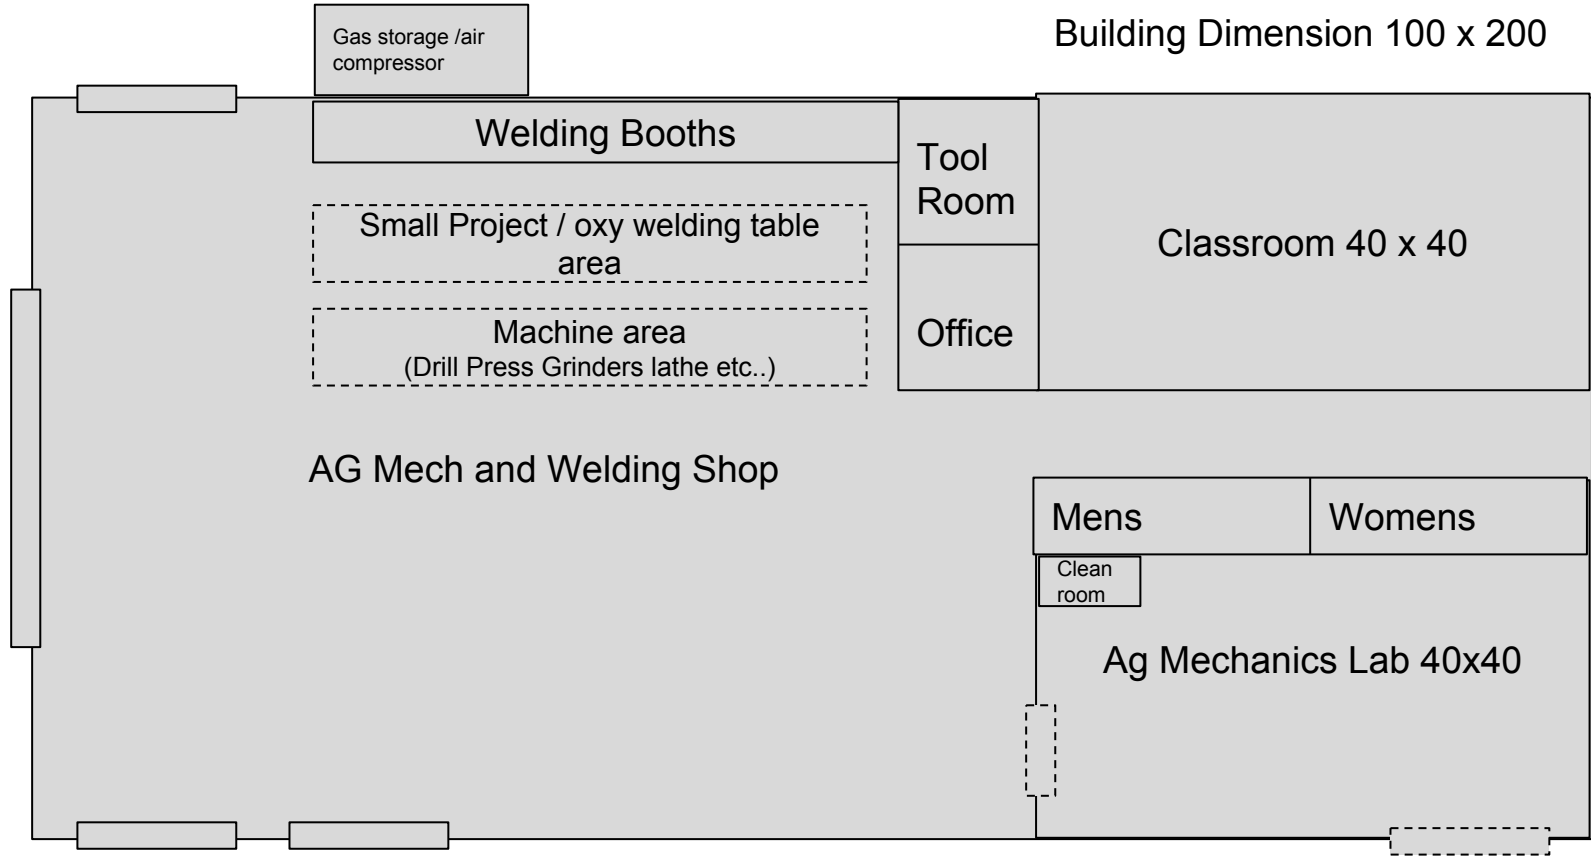 Building Dimension 100 x 200
Gas storage /air
compressor
Welding Booths
Tool
Room
Small Project / oxy welding table
area
Classroom 40 x 40
Machine area
(Drill Press Grinders lathe etc..)
Office
AG Mech and Welding Shop
Mens
Womens
Clean
room
Ag Mechanics Lab 40x40